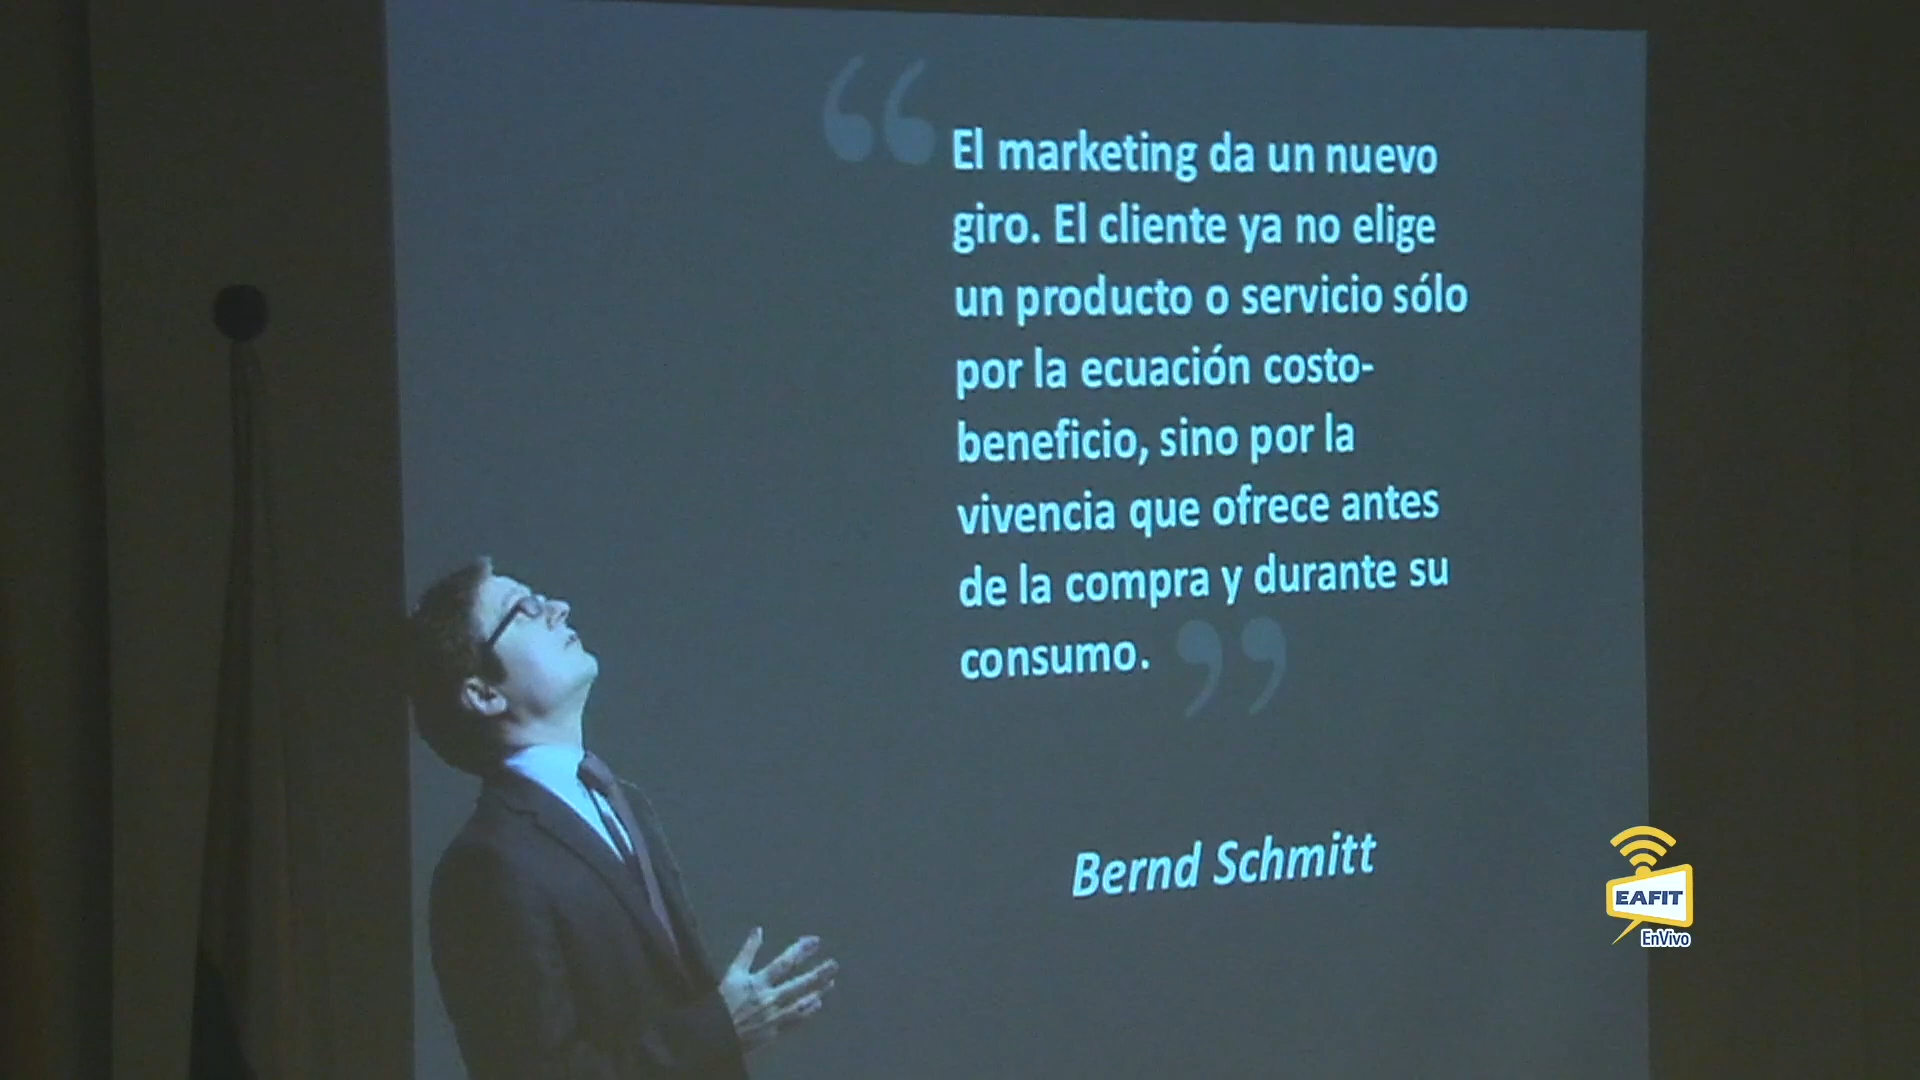 “El marketing da un nuevo
giro. El cliente ya no elige
un producto o servicio sólo
por la ecuación costo-
beneficio, sino por la
vivencia que ofrece antes
de la compra y durante su
consumo.”
Bernd Schmitt
EAFIT
EnVivo